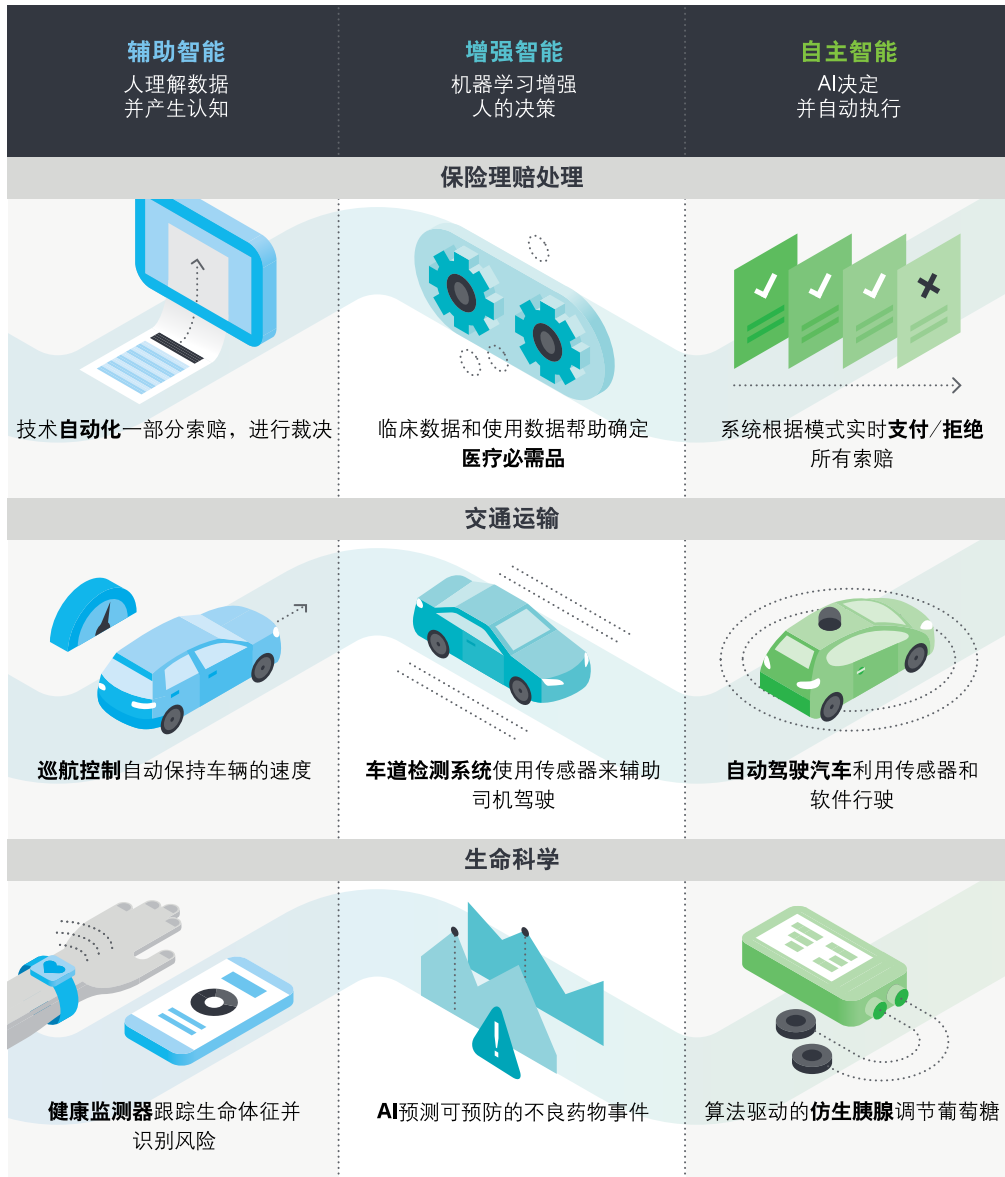 辅助智能
人理解数据
并产生认知
增强智能
机器学习增强
人的决策
自主智能
AI决定
并自动执行
保险理赔处理
技术自动化一部分索赔，进行裁决
临床数据和使用数据帮助确定
医疗必需品
系统根据模式实时支付/拒绝
所有索赔
交通运输
巡航控制自动保持车辆的速度
车道检测系统使用传感器来辅助
司机驾驶
自动驾驶汽车利用传感器和
软件行驶
生命科学
健康监测器跟踪生命体征并
识别风险
AI预测可预防的不良药物事件
算法驱动的仿生胰腺调节葡萄糖